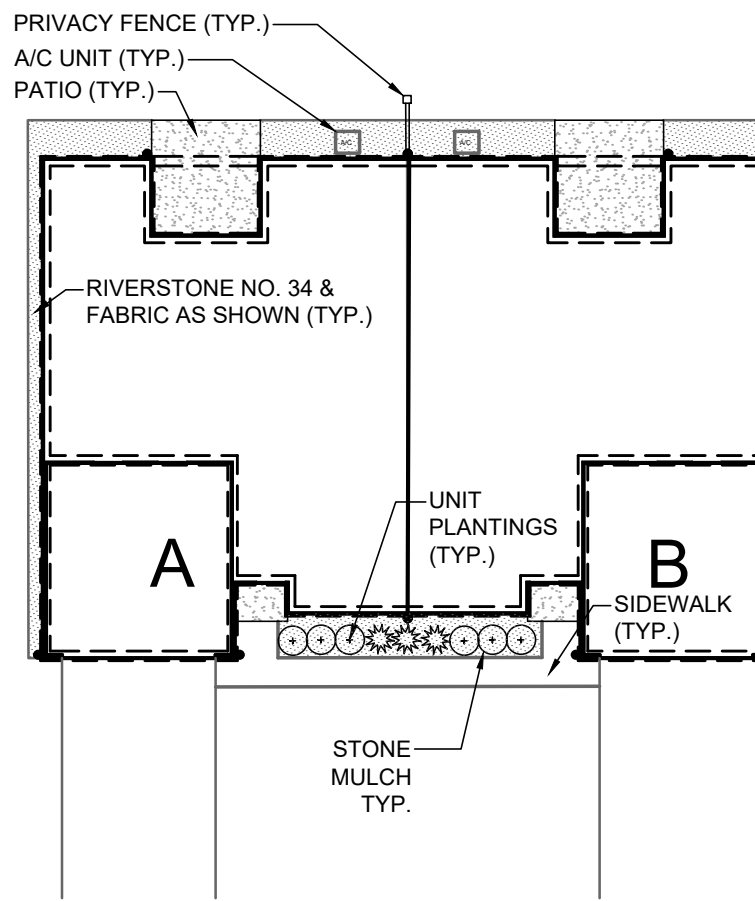 PRIVACY FENCE (TYP.)
A/C UNIT (TYP.)
PATIO (TYP.)
A/C
A/C
RIVERSTONE NO. 34 &
FABRIC AS SHOWN (TYP.)
UNIT
PLANTINGS
(TYP.)
A
B
SIDEWALK
(TYP.)
STONE
MULCH
TYP.